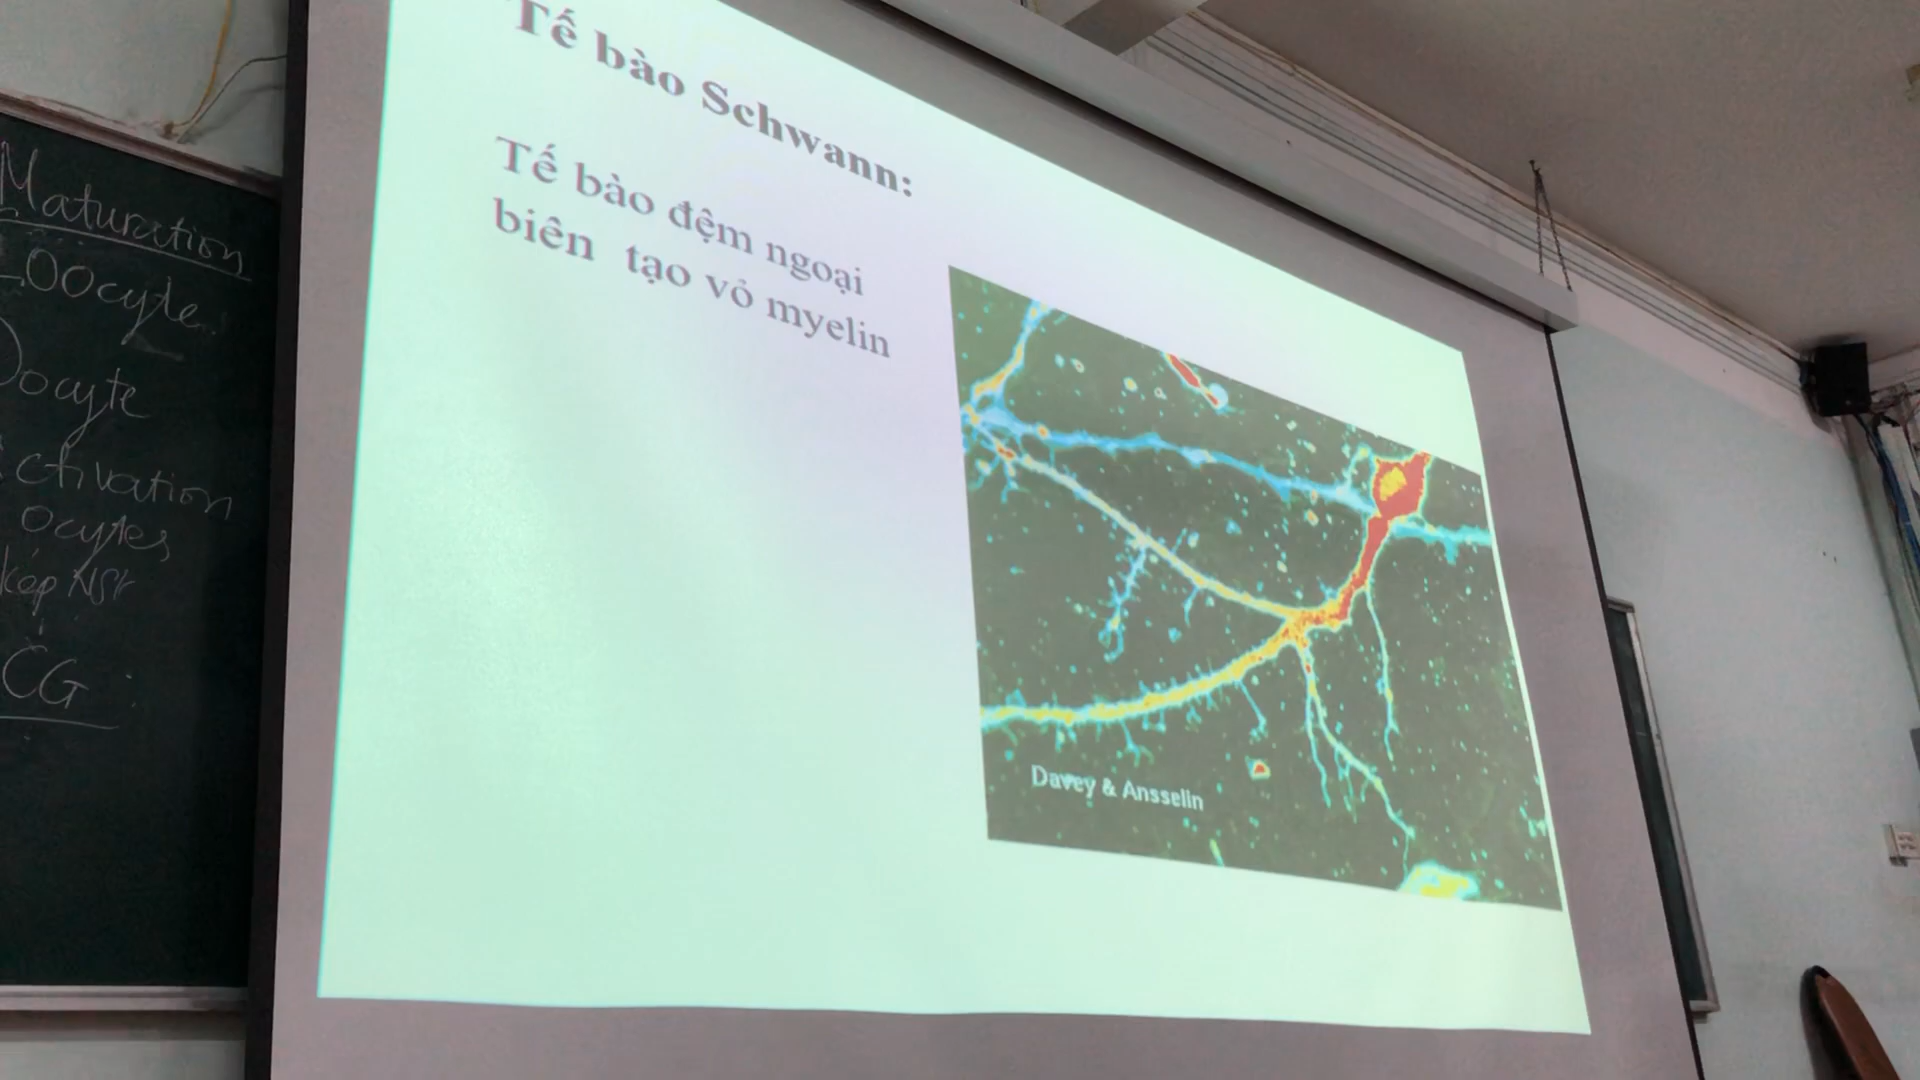 Maturation
Oocyte
Oocyte
ctivation
ocytes
kép NST
CG
Tế bào Schwann:
Tế bào đệm ngoại
biên tạo vỏ myelin
Davey & Ansselin